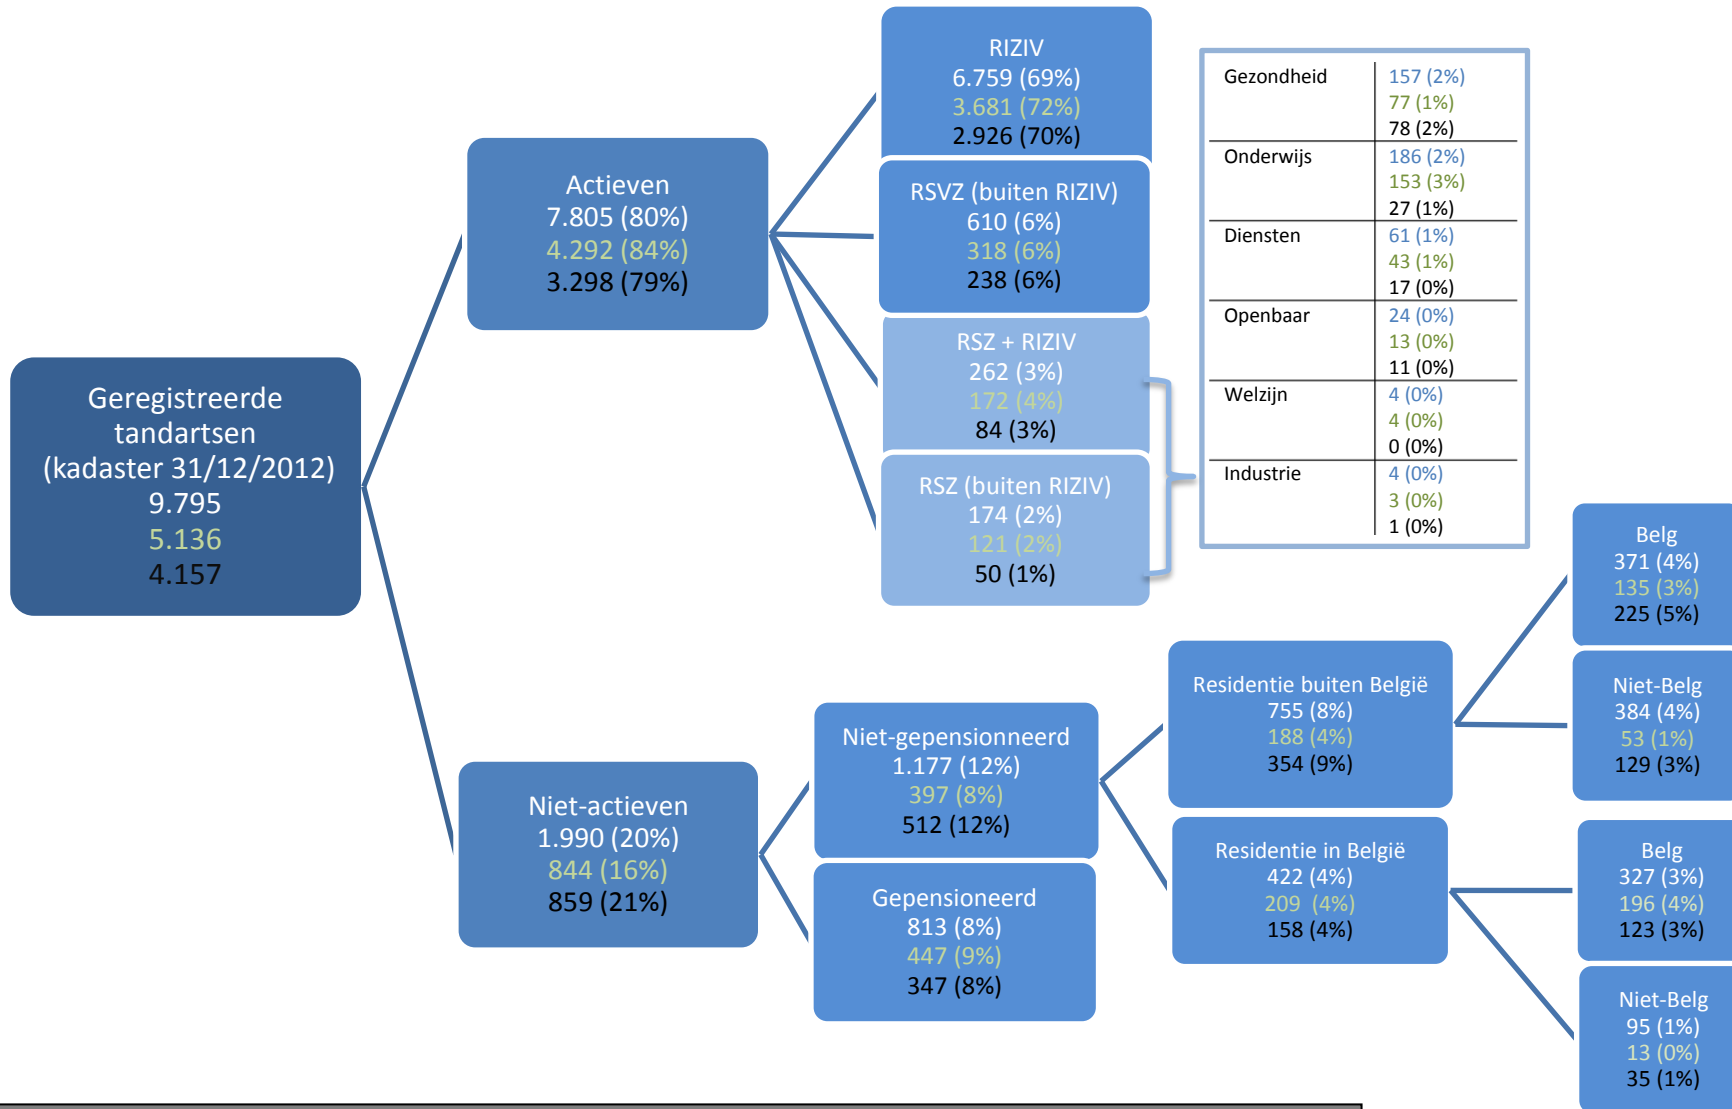 Geregistreerde
tandartsen
(kadaster 31/12/2012)
9.795
5.136
4.157
Actieven
7.805 (80%)
4.292 (84%)
3.298 (79%)
RIZIV
6.759 (69%)
3.681 (72%)
2.926 (70%)
RSVZ (buiten RIZIV)
610 (6%)
318 (6%)
238 (6%)
RSZ + RIZIV
262 (3%)
172 (4%)
84 (3%)
RSZ (buiten RIZIV)
174 (2%)
121 (2%)
50 (1%)
Gezondheid 157 (2%)
77 (1%)
78 (2%)
Onderwijs 186 (2%)
153 (3%)
27 (1%)
Diensten 61 (1%)
43 (1%)
17 (0%)
Openbaar 24 (0%)
13 (0%)
11 (0%)
Welzijn 4 (0%)
4 (0%)
0 (0%)
Industrie 4 (0%)
3 (0%)
1 (0%)
Niet-actieven
1.990 (20%)
844 (16%)
859 (21%)
Niet-gepensionneerd
1.177 (12%)
397 (8%)
512 (12%)
Gepensioneerd
813 (8%)
447 (9%)
347 (8%)
Residentie buiten België
755 (8%)
188 (4%)
354 (9%)
Residentie in België
422 (4%)
209 (4%)
158 (4%)
Belg
371 (4%)
135 (3%)
225 (5%)
Niet-Belg
384 (4%)
53 (1%)
129 (3%)
Belg
327 (3%)
196 (4%)
123 (3%)
Niet-Belg
95 (1%)
13 (0%)
35 (1%)